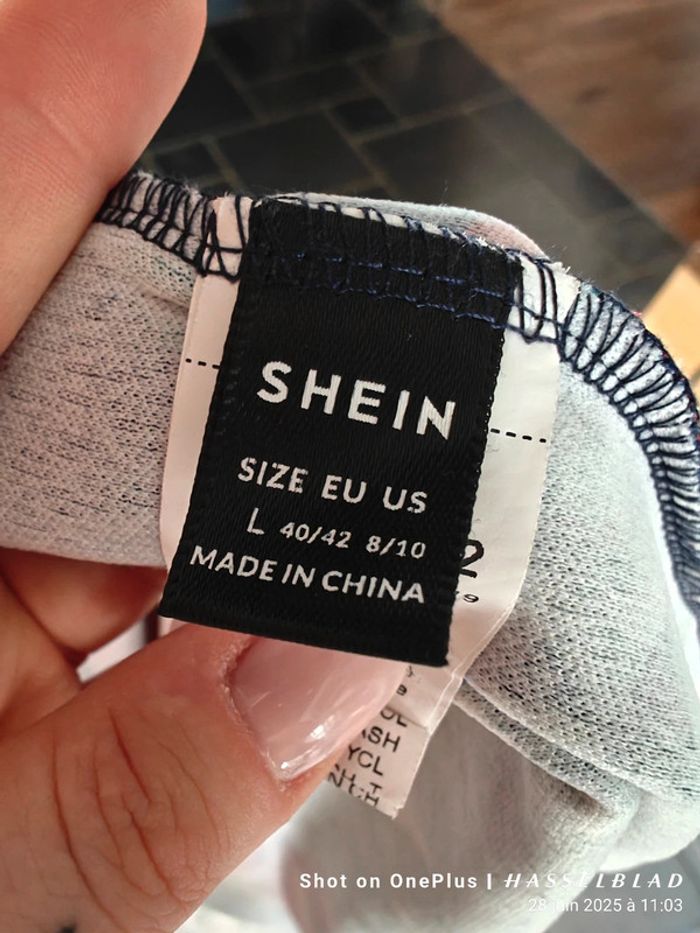 SHEIN
SIZE EU US
L 40/42 8/10
MADE IN CHINA
2
Shot on OnePlus | HASSELBLAD
28 juin 2025 à 11:03